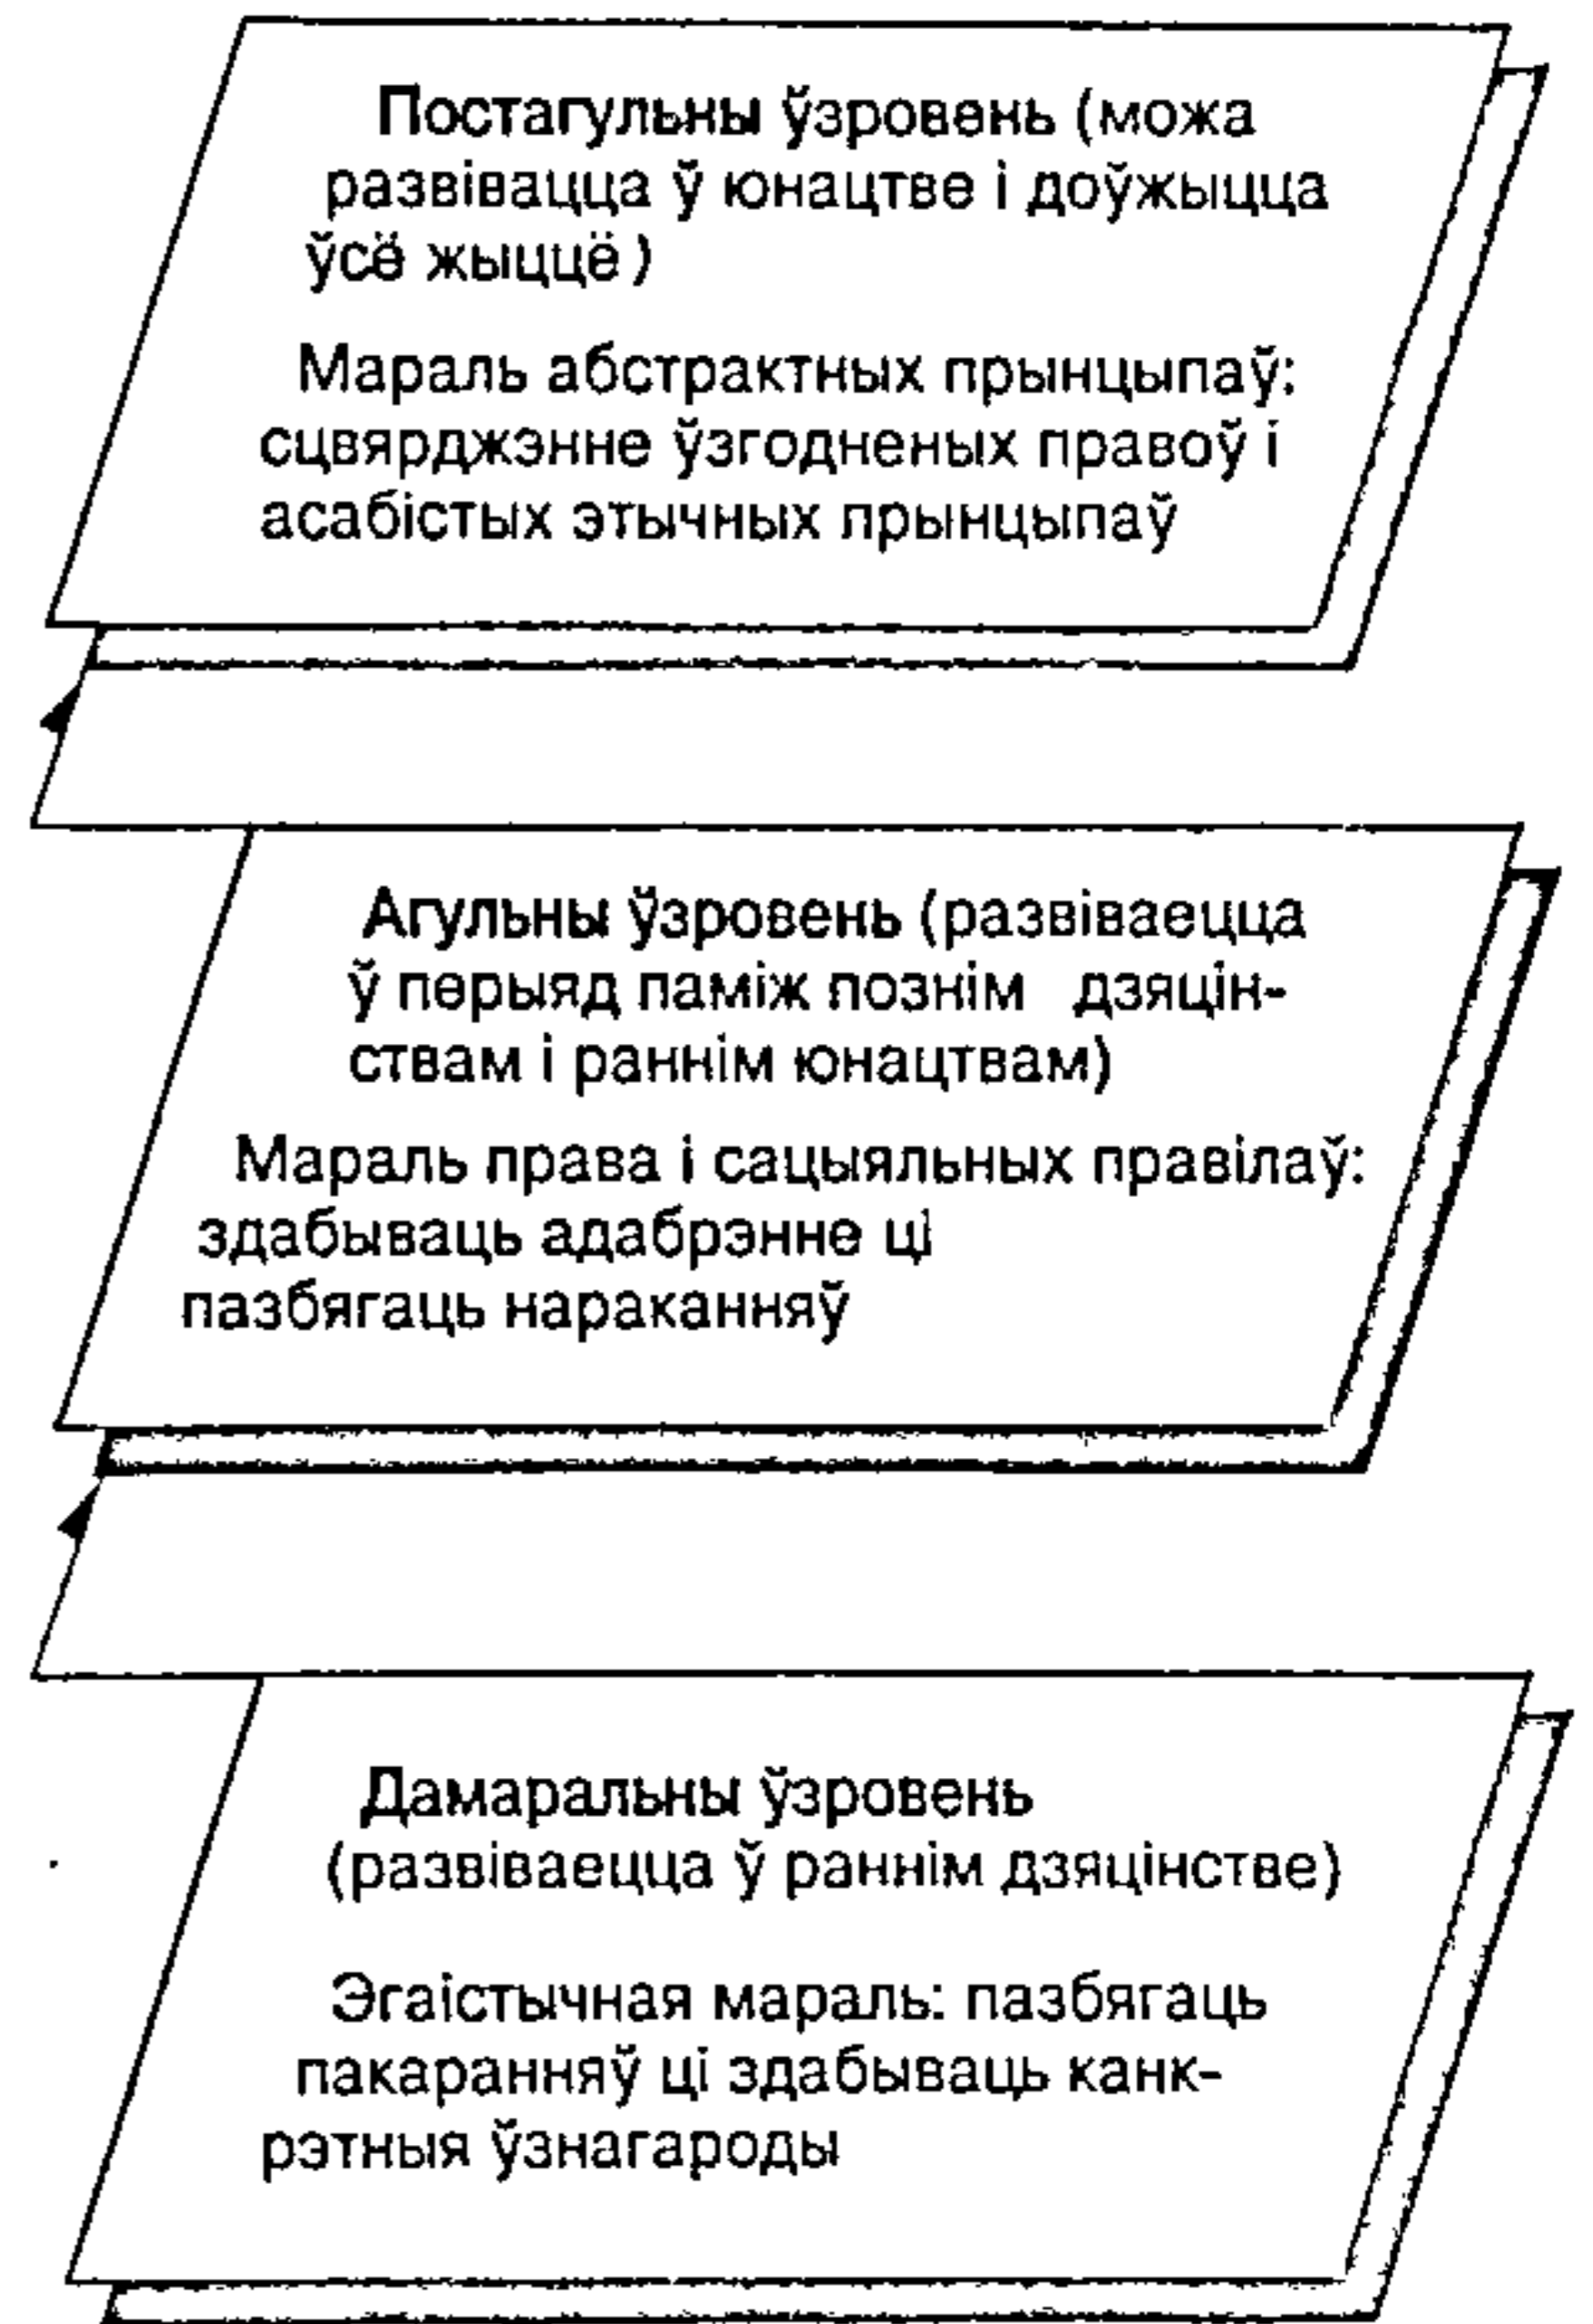 Постагульны ўзровень (можа
развівацца ў юнацтве і доўжыцца
ўсё жыццё)
Мараль абстрактных прынцыпаў:
сцвярджэнне ўзгодненых правоў і
асабістых этычных прынцыпаў
Агульны ўзровень (развіваецца
ў перыяд паміж познім дзяцін-
ствам і раннім юнацтвам)
Мараль права і сацыяльных правілаў:
здабываць адабрэнне ці
пазбягаць нараканняў
Дамаральны ўзровень
(развіваецца ў раннім дзяцінстве)
Эгаістычная мараль: пазбягаць
пакаранняў ці здабываць канк-
рэтныя ўзнагароды